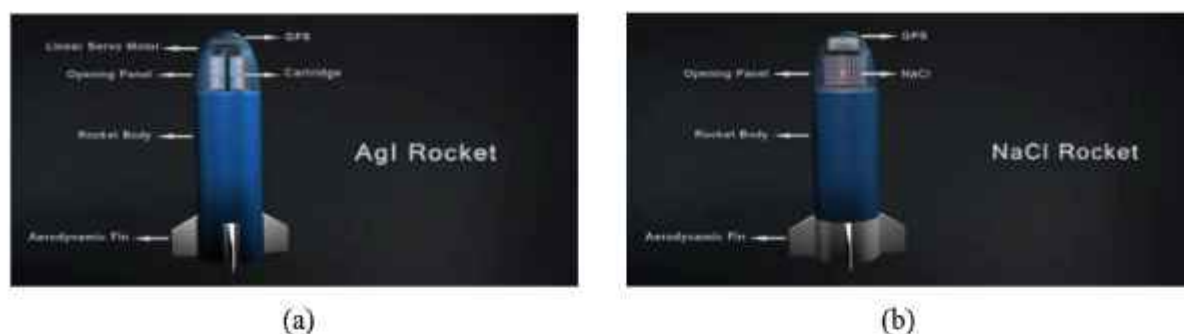 GPS
Linear Servo Motor
Opening Panel
Cartridge
Rocket Body
AgI Rocket
Aerodynamic Fin
(a)
GPS
Opening Panel
NaCl
Rocket Body
NaCl Rocket
Aerodynamic Fin
(b)